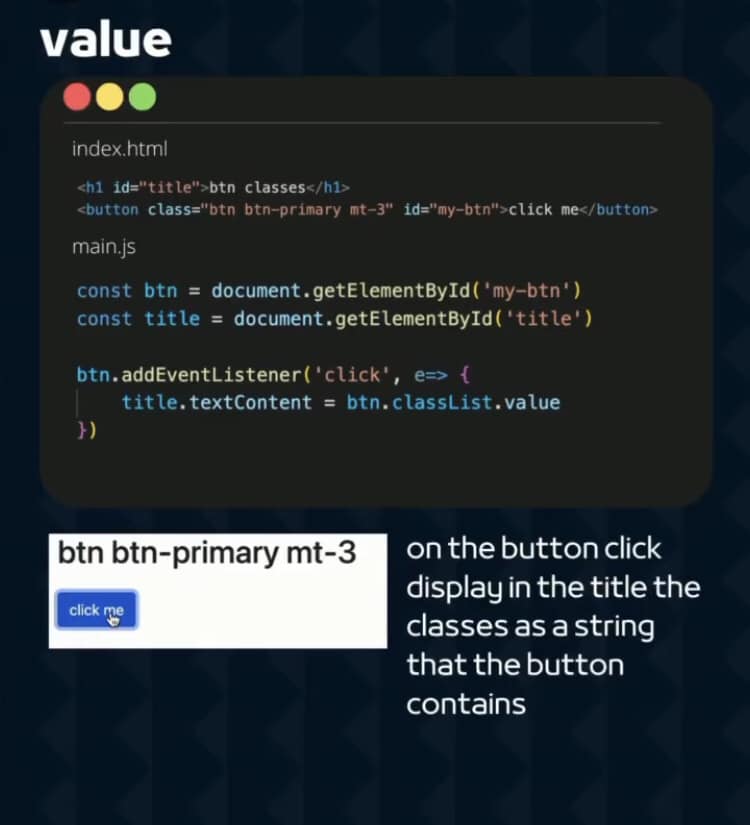 value
index.html
<h1 id="title">btn classes</h1>
<button class="btn btn-primary mt-3" id="my-btn">click me</button>
main.js
const btn = document.getElementById('my-btn')
const title = document.getElementById('title')
btn.addEventListener('click', e=> {
title.textContent = btn.classList.value
})
btn btn-primary mt-3
click me
on the button click
display in the title the
classes as a string
that the button
contains